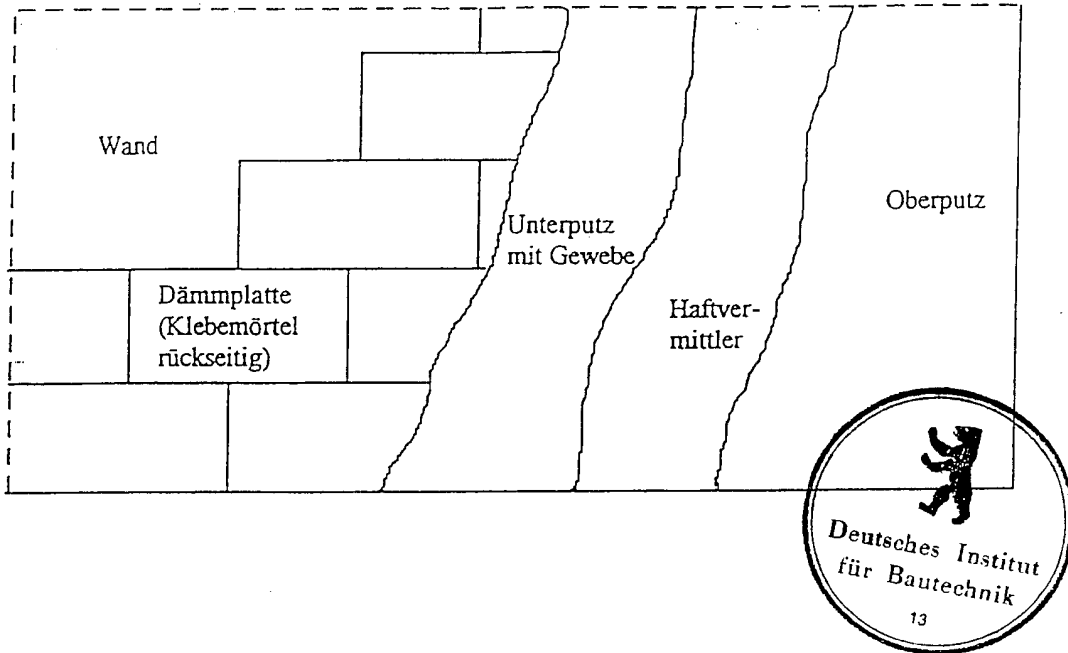 Wand
Dämmplatte
(Klebemörtel
rückseitig)
Unterputz
mit Gewebe
Haftver-
mittler
Oberputz
Deutsches Institut
für Bautechnik
13